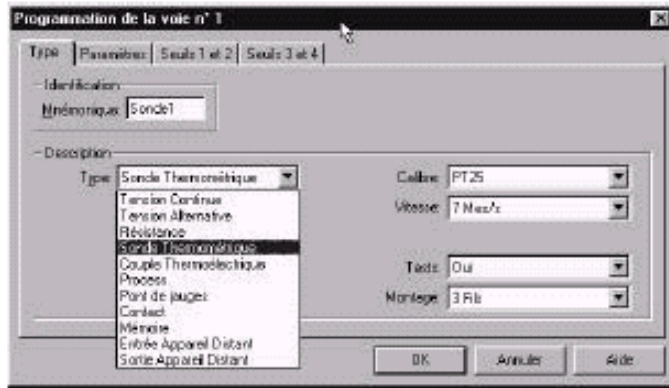 Programmation de la voie n° 1
Type Paramètres Seuils 1 et 2 Seuils 3 et 4
Identification
Mnémonique: Sonde1
Description
Type: Sonde Thermométrique Calibre: PT25
Tension Continue
Tension Alternative Vitesse: 7 Mes/s
Résistance
Sonde Thermométrique
Couple Thermoélectrique Tests: Oui
Process
Pont de jauges Montage: 3 Fils
Contact
Mémoire
Entrée Appareil Distant
Sortie Appareil Distant
OK Annuler Aide